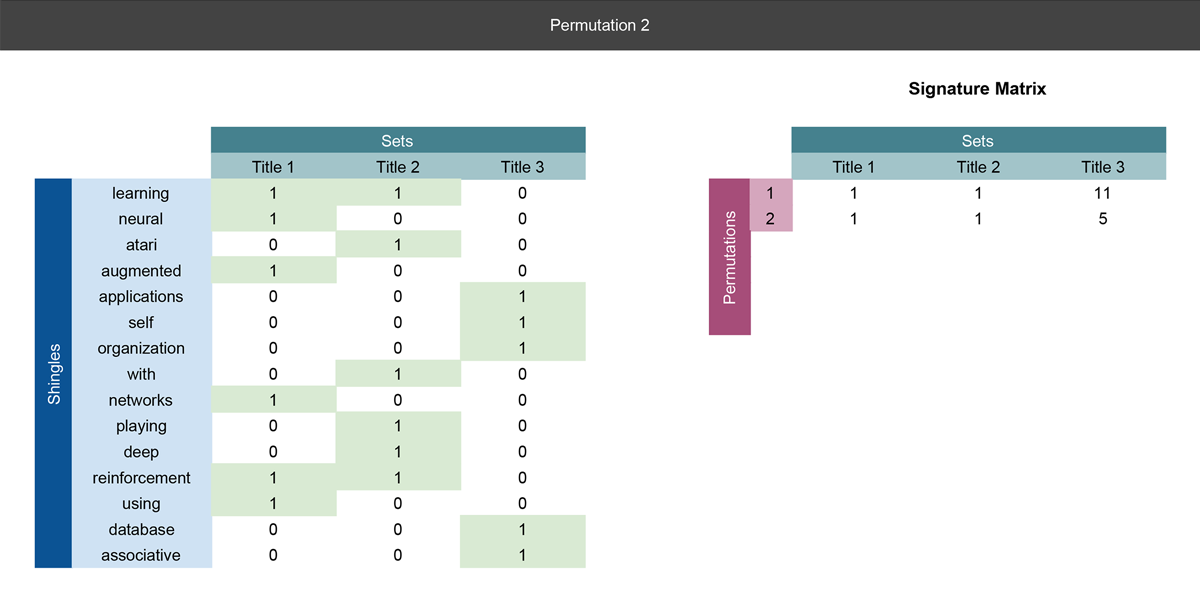 Permutation 2
Signature Matrix
Sets
Title 1 Title 2 Title 3
Shingles
learning 1 1 0
neural 1 0 0
atari 0 1 0
augmented 1 0 0
applications 0 0 1
self 0 0 1
organization 0 0 1
with 0 1 0
networks 1 0 0
playing 0 1 0
deep 0 1 0
reinforcement 1 1 0
using 1 0 0
database 0 0 1
associative 0 0 1
Sets
Title 1 Title 2 Title 3
Permutations
1 1 1 11
2 1 1 5